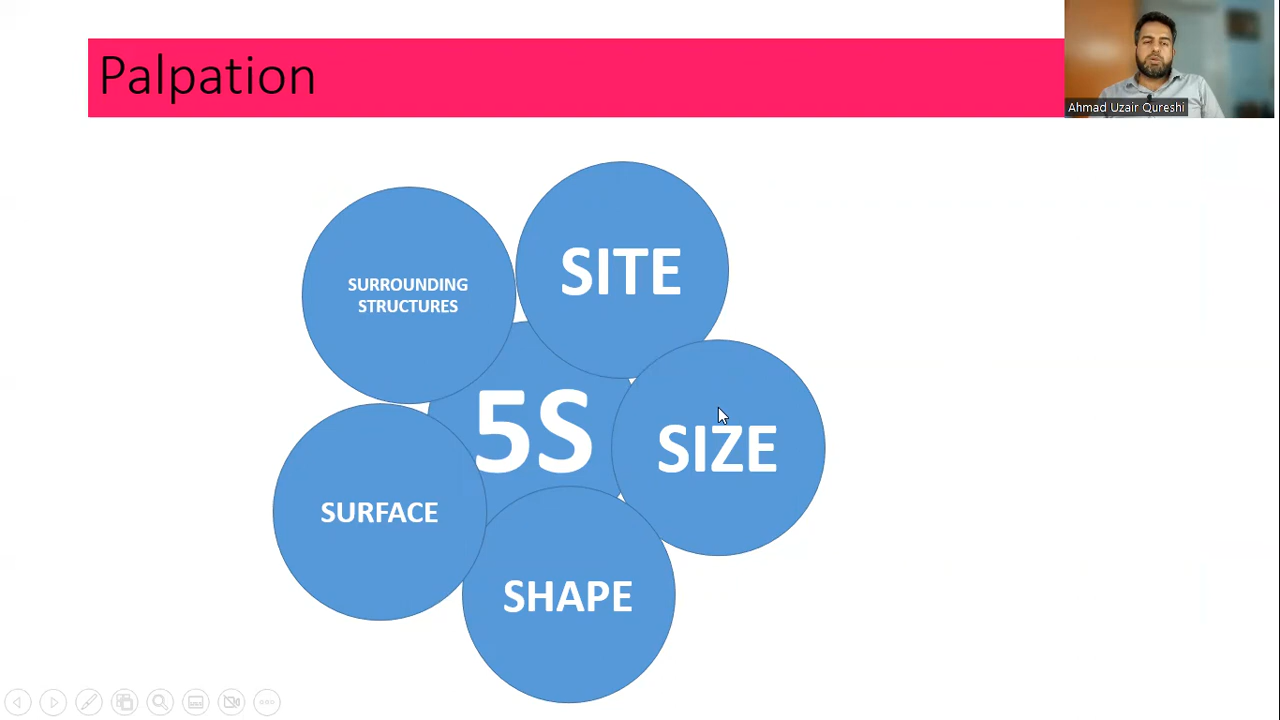 Palpation
Ahmad Uzair Qureshi
SITE
SURROUNDING
STRUCTURES
5S
SIZE
SURFACE
SHAPE